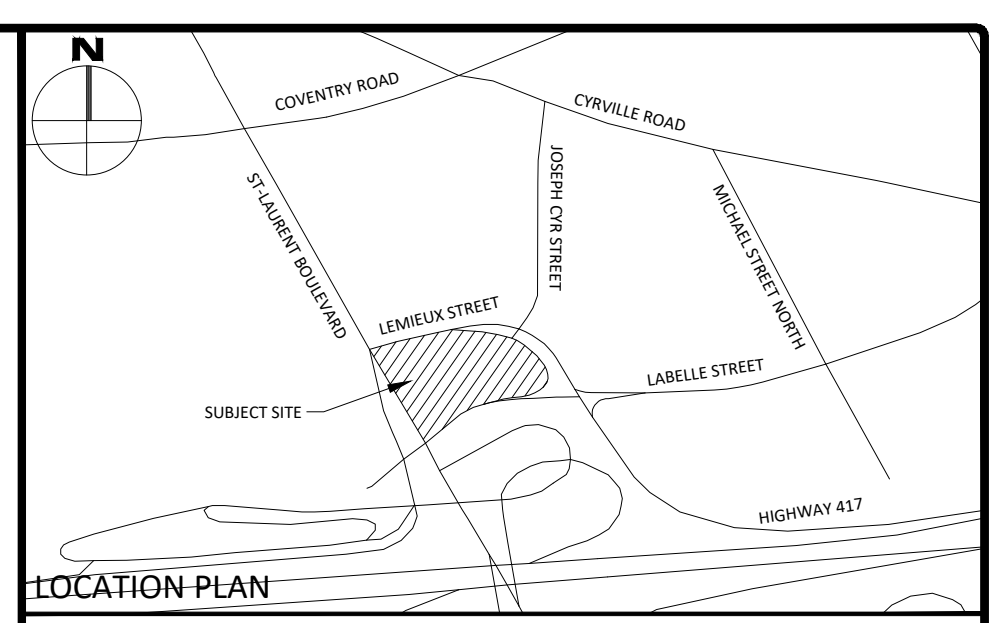 N
COVENTRY ROAD
CYRVILLE ROAD
JOSEPH CYR STREET
ST-LAURENT BOULEVARD
MICHAEL STREET NORTH
LEMIEUX STREET
LABELLE STREET
SUBJECT SITE
HIGHWAY 417
LOCATION PLAN